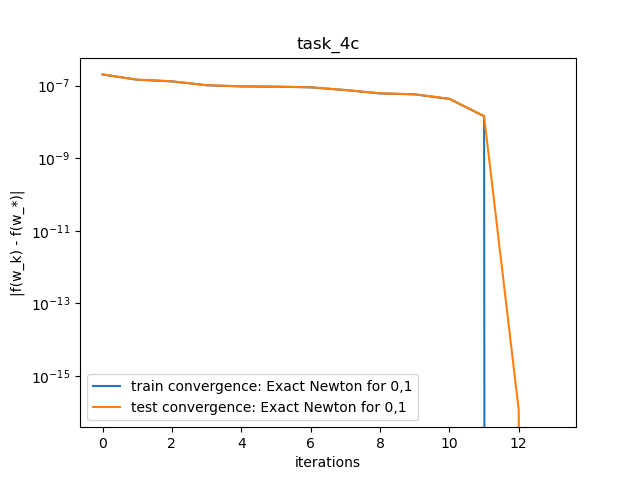 task_4c
10^-7
10^-9
10^-11
10^-13
10^-15
|f(w_k) - f(w_*)|
train convergence: Exact Newton for 0,1
test convergence: Exact Newton for 0,1
0 2 4 6 8 10 12
iterations